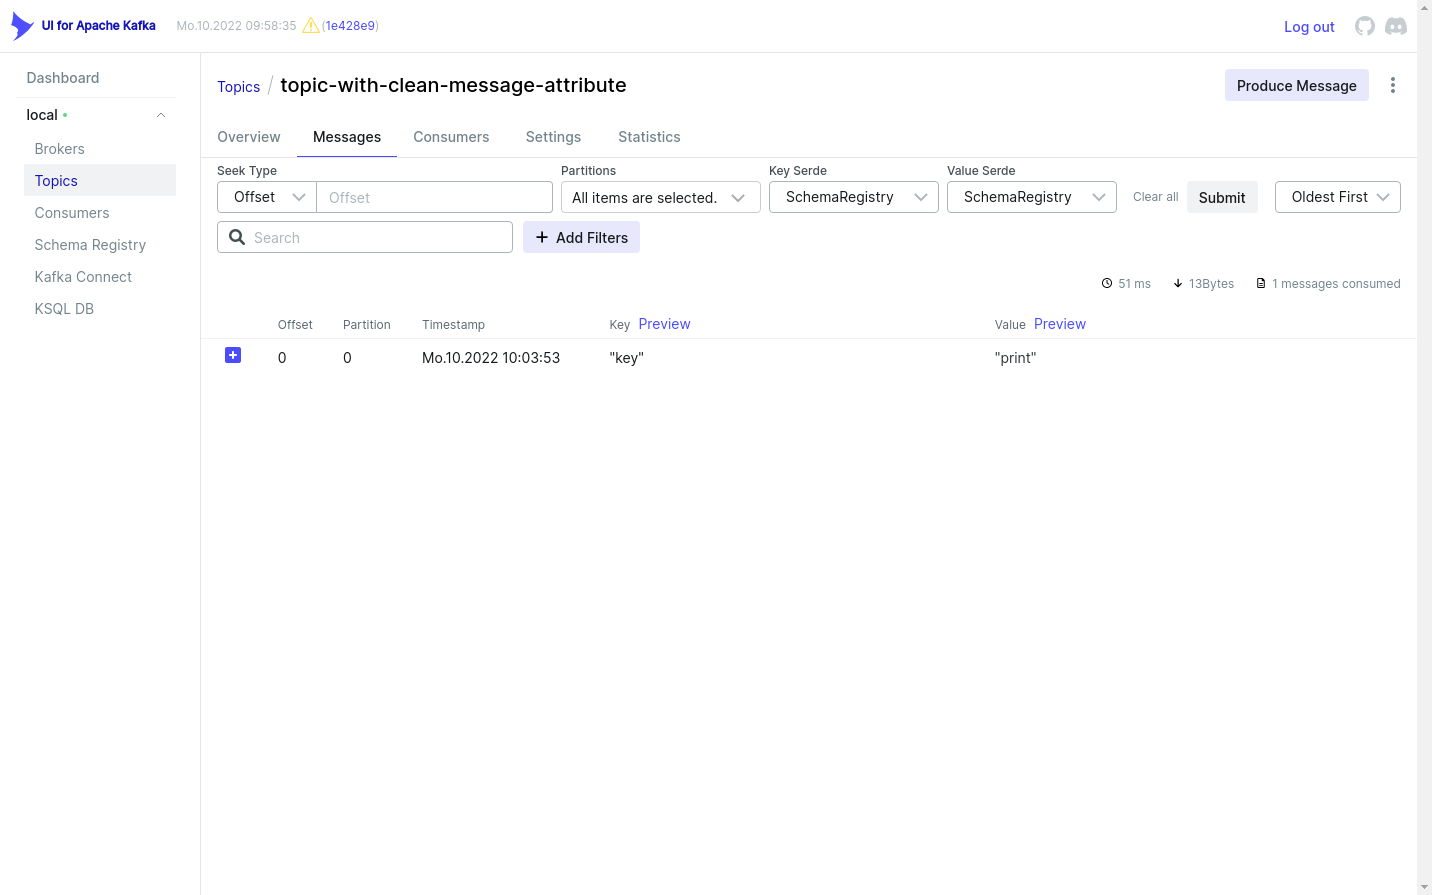 UI for Apache Kafka Mo.10.2022 09:58:35 (1e428e9) Log out
Dashboard
local
Brokers
Topics
Consumers
Schema Registry
Kafka Connect
KSQL DB
Topics / topic-with-clean-message-attribute Produce Message
Overview Messages Consumers Settings Statistics
Seek Type Partitions Key Serde Value Serde
Offset Offset All items are selected. SchemaRegistry SchemaRegistry Clear all Submit Oldest First
Search Add Filters
51 ms 13Bytes 1 messages consumed
Offset Partition Timestamp Key Preview Value Preview
0 0 Mo.10.2022 10:03:53 "key" "print"